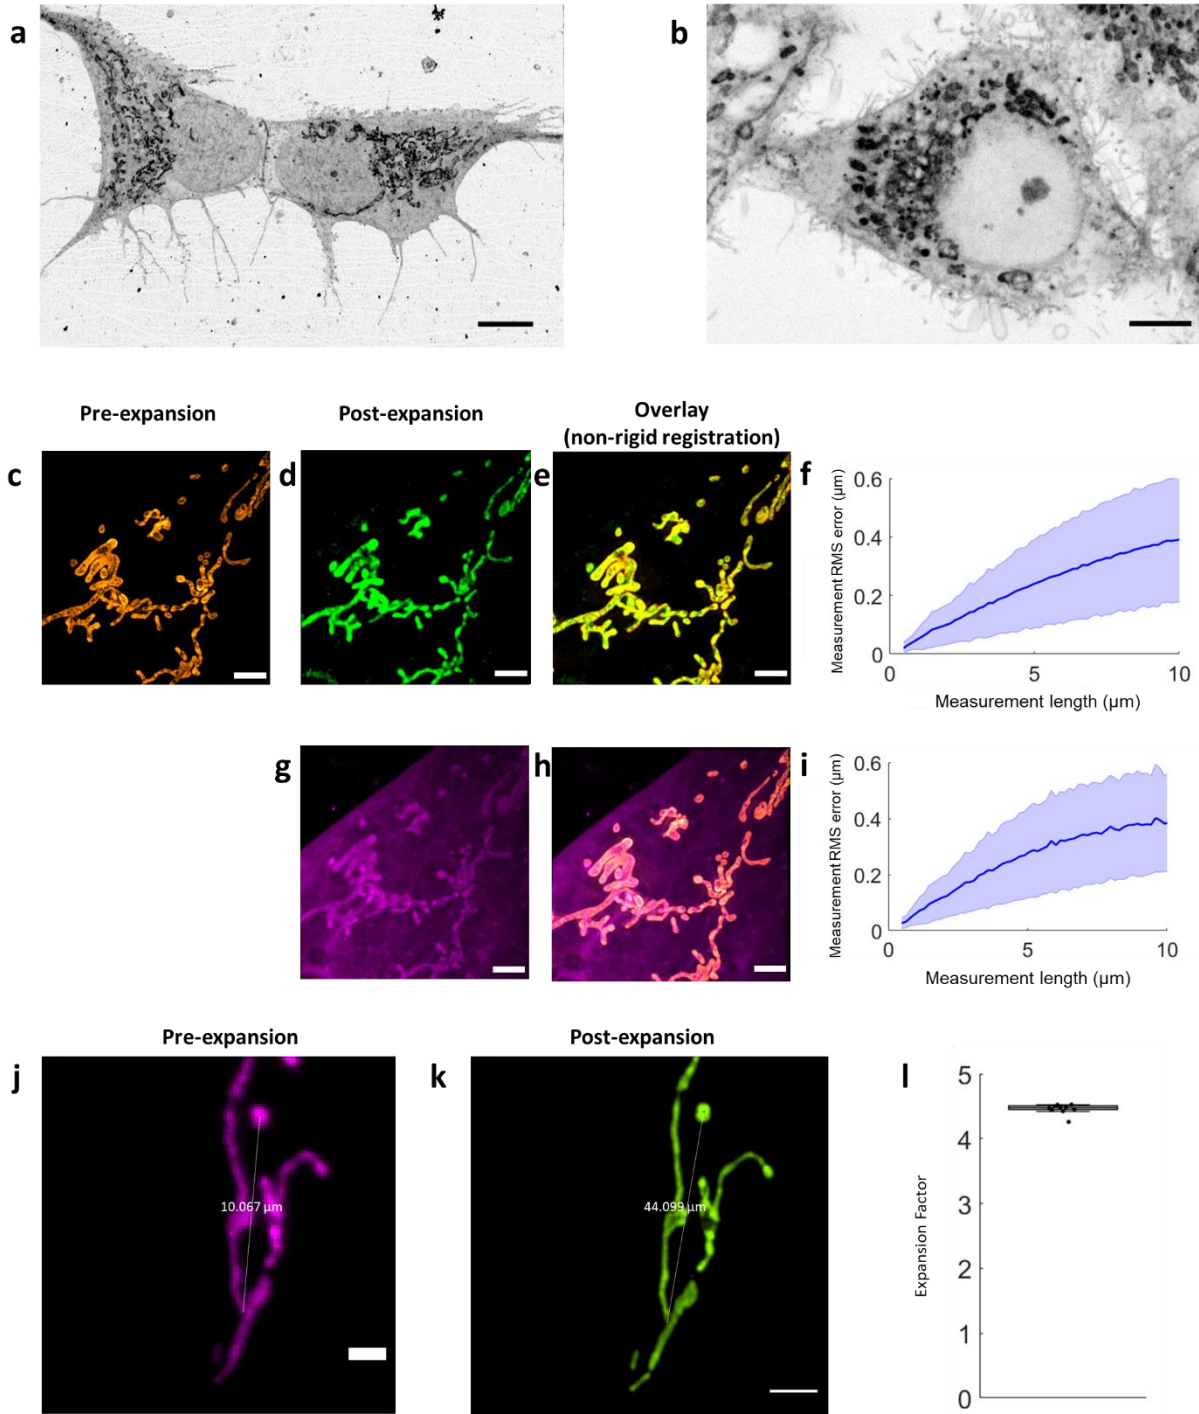 a
b
Pre-expansion
Post-expansion
Overlay
(non-rigid registration)
c
d
e
f
Measurement RMS error (µm)
0.6
0.4
0.2
0
5
10
Measurement length (µm)
g
h
i
Measurement RMS error (µm)
0.6
0.4
0.2
0
0
5
10
Measurement length (µm)
Pre-expansion
Post-expansion
j
10.067 µm
k
44.099 µm
l
Expansion Factor
5
4
3
2
1
0